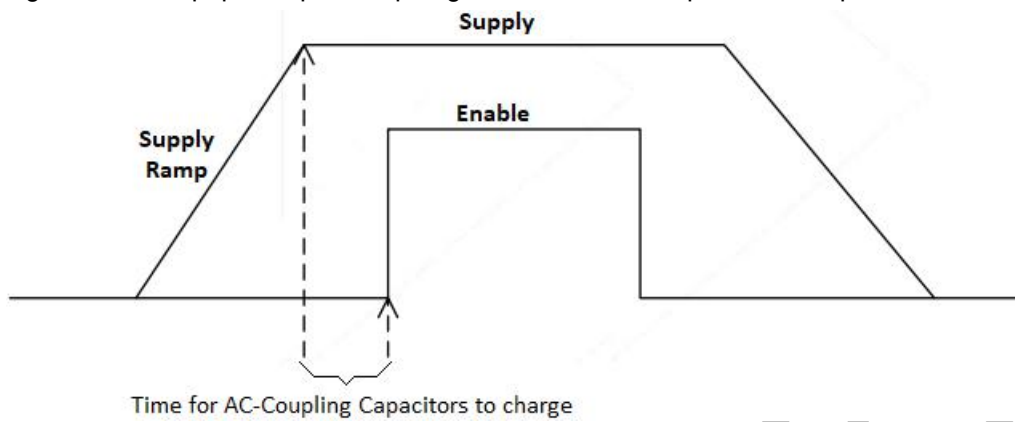 Supply
Enable
Supply
Ramp
Time for AC-Coupling Capacitors to charge